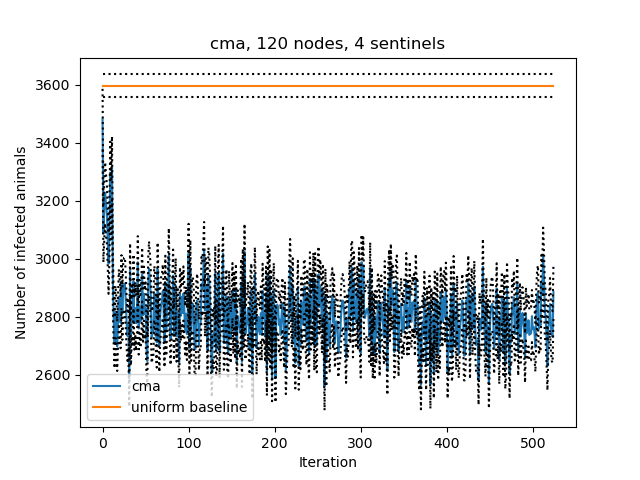 cma, 120 nodes, 4 sentinels
Number of infected animals
3600
3400
3200
3000
2800
2600
cma
uniform baseline
0 100 200 300 400 500
Iteration